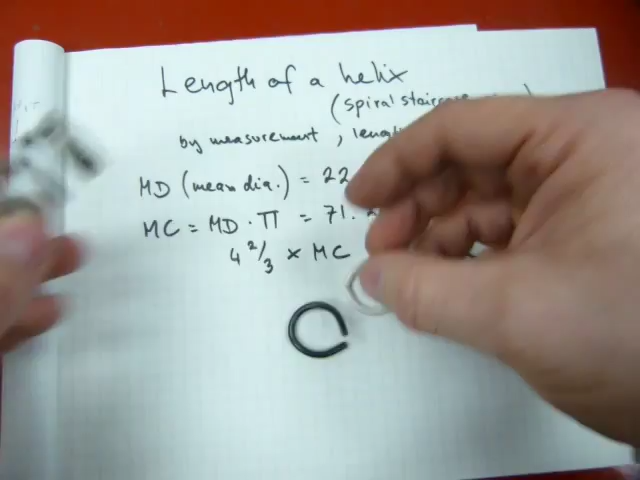 Length of a helix
(spiral staircase
by measurement, length
MD (mean dia.) = 22
MC = MD · π = 71.
4 2/3 × MC